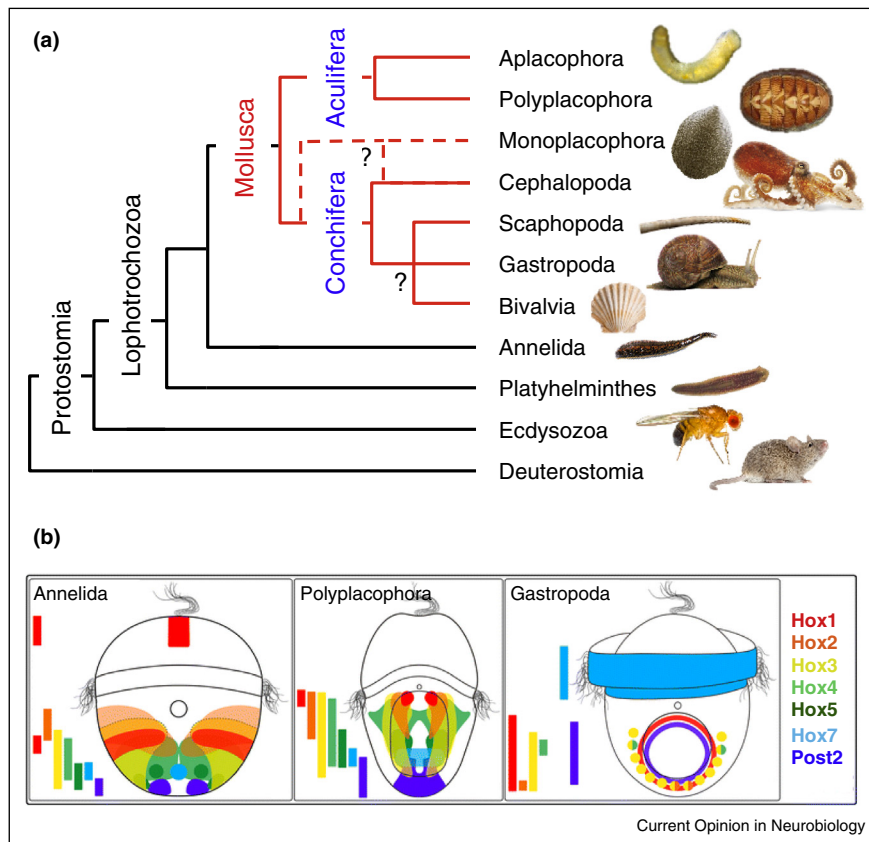 (a)
Aplacophora
Polyplacophora
Monoplacophora
Cephalopoda
Scaphopoda
Gastropoda
Bivalvia
Annelida
Platyhelminthes
Ecdysozoa
Deuterostomia
Aculifera
Mollusca
?
Conchifera
?
Lophotrochozoa
Protostomia
(b)
Annelida
Polyplacophora
Gastropoda
Hox1
Hox2
Hox3
Hox4
Hox5
Hox7
Post2
Current Opinion in Neurobiology